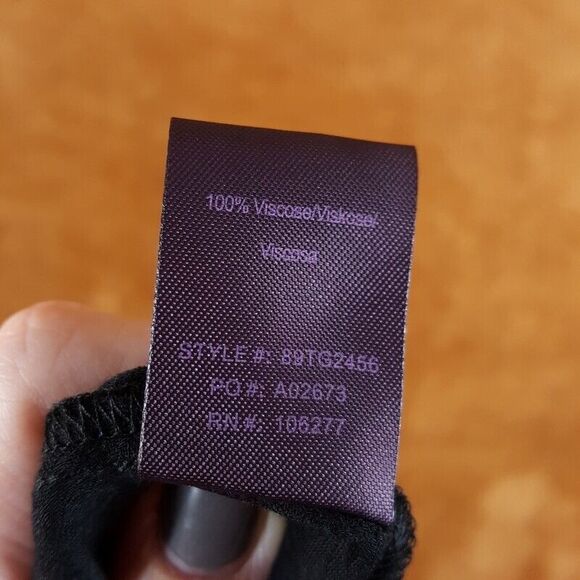 100% Viscose/Viskose/
Viscosa
STYLE #: 89TG2456
PO #: A02673
RN #: 106277